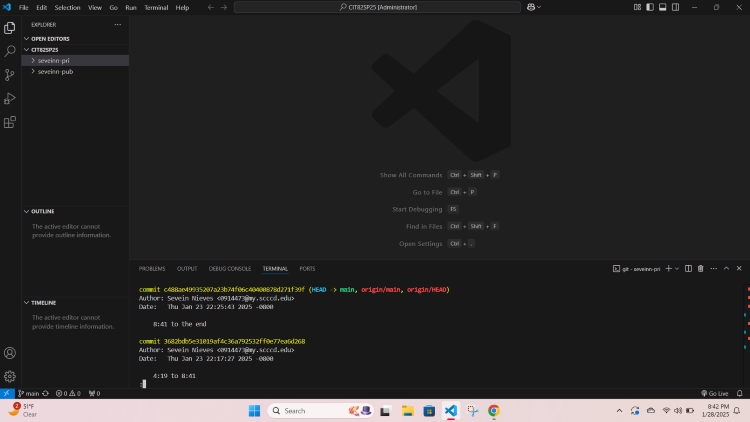 File Edit Selection View Go Run Terminal Help
CIT82SP25 [Administrator]
EXPLORER
OPEN EDITORS
CIT82SP25
seveinn-pri
seveinn-pub
OUTLINE
The active editor cannot
provide outline information.
TIMELINE
The active editor cannot
provide timeline information.
Show All Commands Ctrl + Shift + P
Go to File Ctrl + P
Start Debugging F5
Find in Files Ctrl + Shift + F
Open Settings Ctrl + ,
PROBLEMS OUTPUT DEBUG CONSOLE TERMINAL PORTS
git - seveinn-pri
commit c488ae49935207a23b74f06c40400878d271f39f (HEAD -> main, origin/main, origin/HEAD)
Author: Sevein Nieves <0914473@my.scccd.edu>
Date: Thu Jan 23 22:25:43 2025 -0800
8:41 to the end
commit 3682bdb5e31019af4c36a792532ff0e77ea6d268
Author: Sevein Nieves <0914473@my.scccd.edu>
Date: Thu Jan 23 22:17:27 2025 -0800
4:19 to 8:41
:
main 0 0 0
Go Live
2
51°F
Clear
Search
8:42 PM
1/28/2025